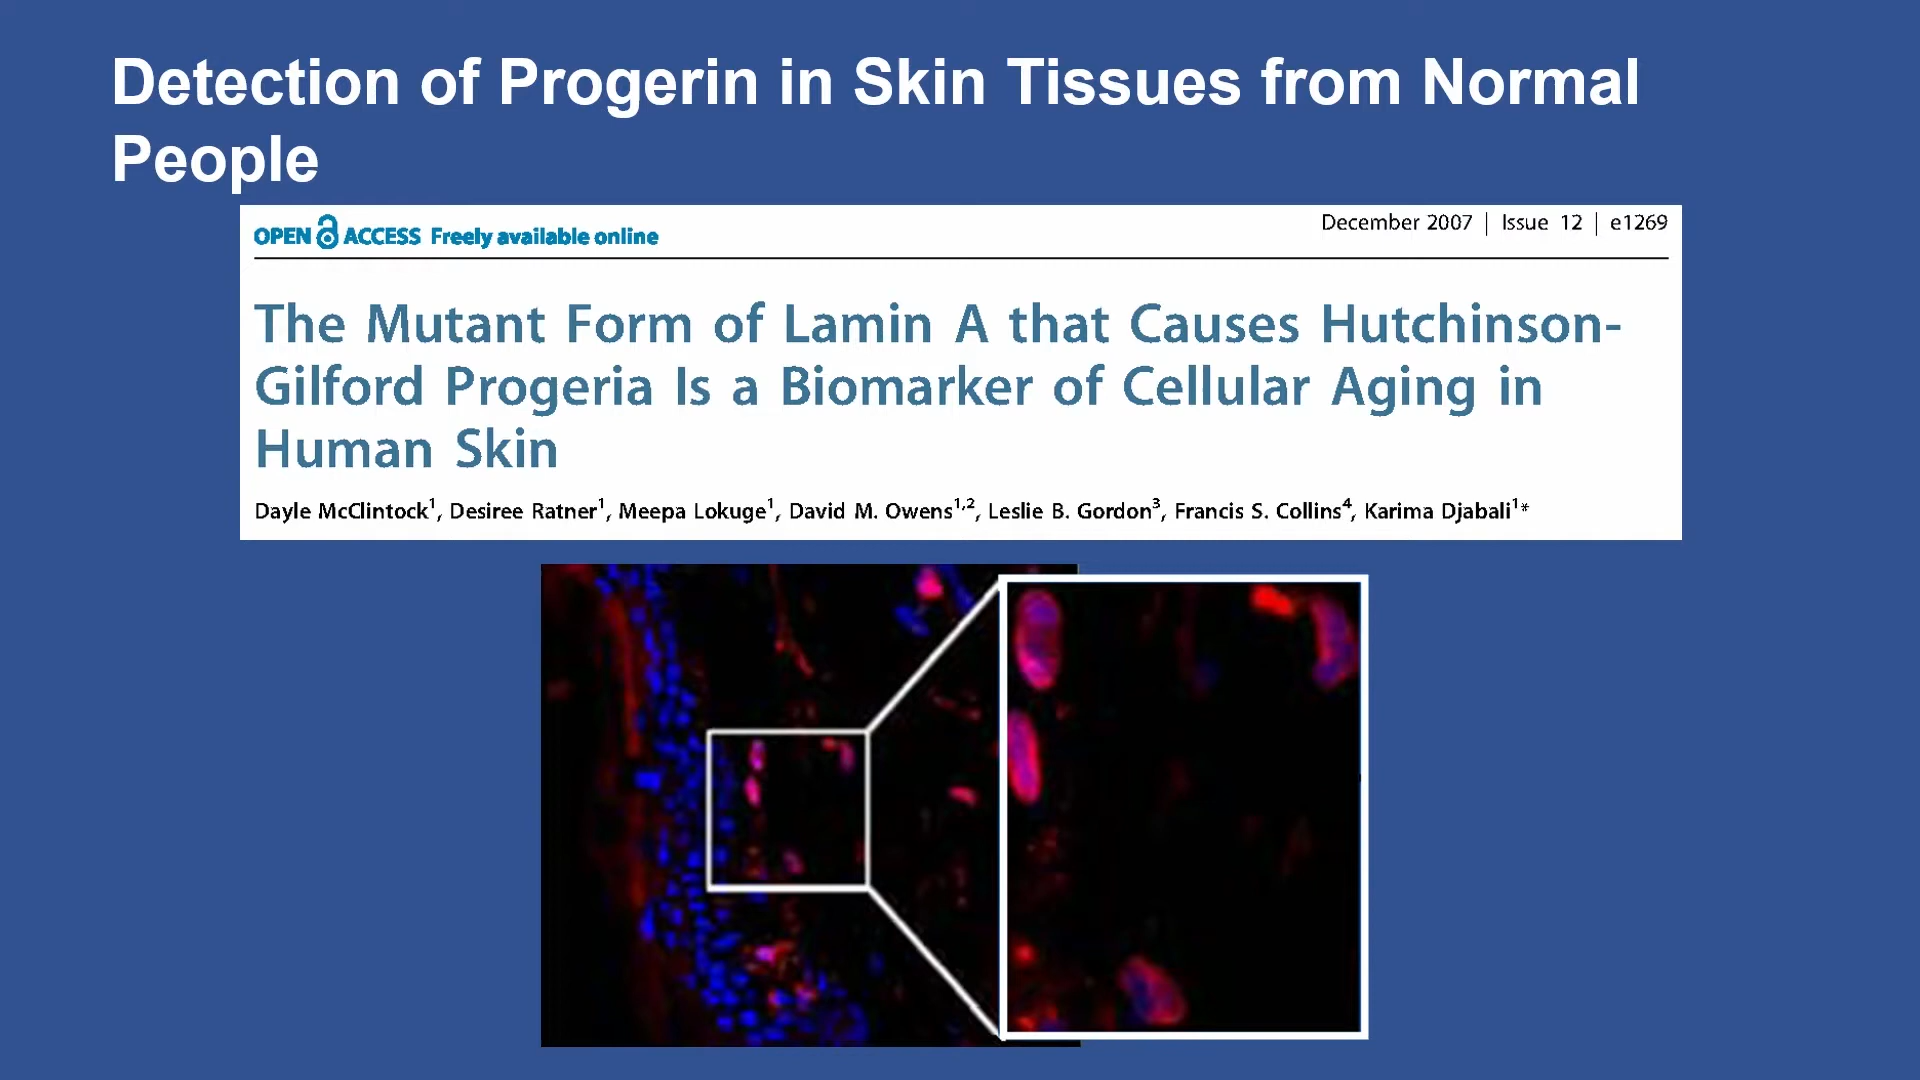 Detection of Progerin in Skin Tissues from Normal
People
OPEN ACCESS Freely available online
December 2007 | Issue 12 | e1269
The Mutant Form of Lamin A that Causes Hutchinson-
Gilford Progeria Is a Biomarker of Cellular Aging in
Human Skin
Dayle McClintock1, Desiree Ratner1, Meepa Lokuge1, David M. Owens1,2, Leslie B. Gordon3, Francis S. Collins4, Karima Djabali1*